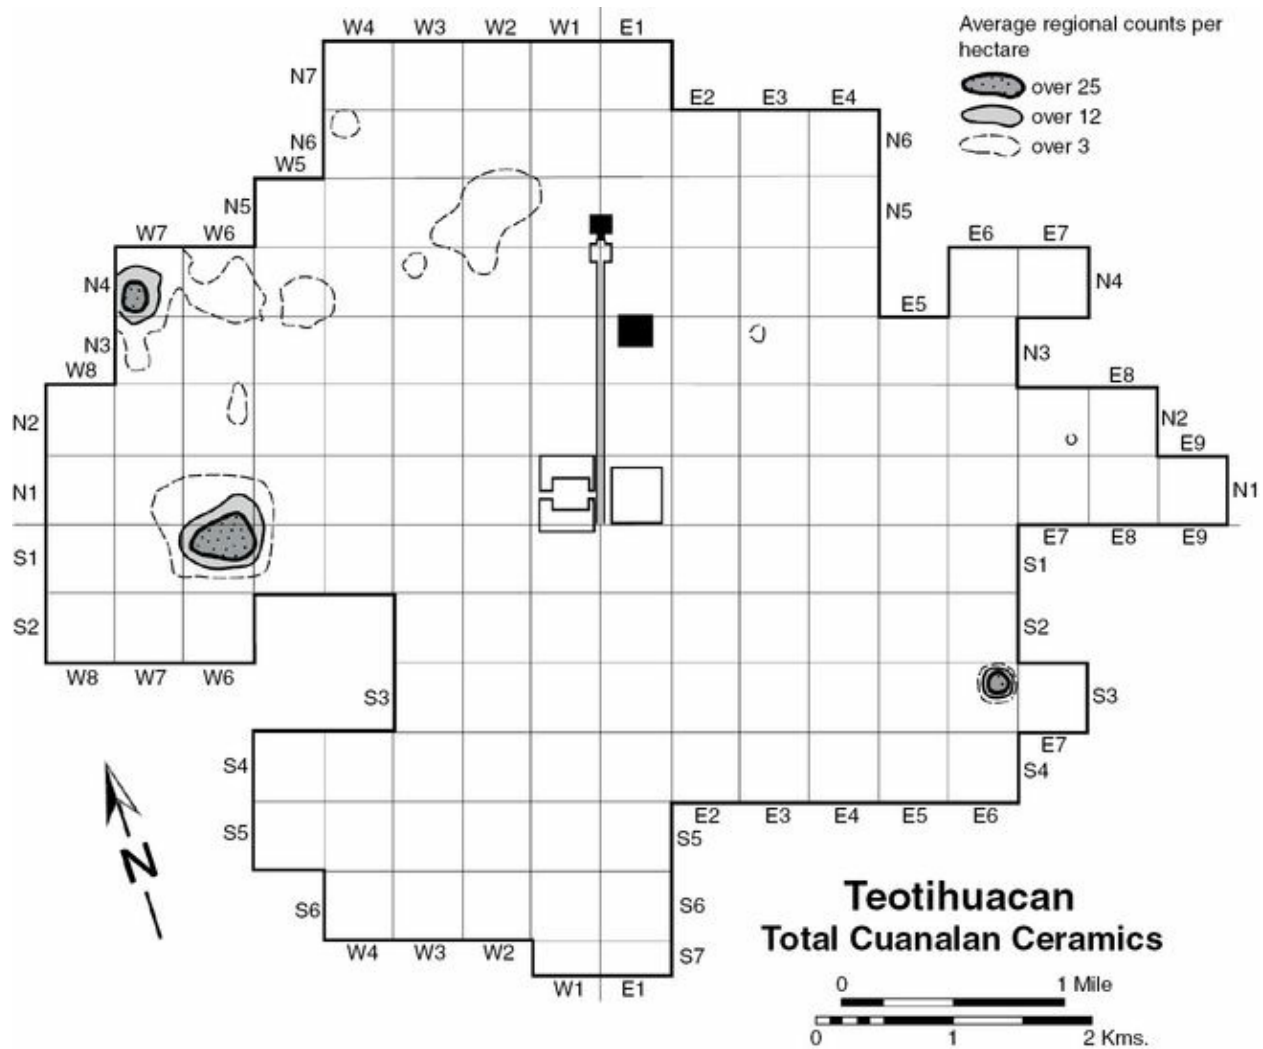 W4 W3 W2 W1 E1
Average regional counts per
hectare
over 25
over 12
over 3
N7
E2 E3 E4
N6
N6
W5
N5
N5
W7 W6
E6 E7
N4
N4
E5
N3
N3
W8
E8
N2
N2
E9
N1
N1
E7 E8 E9
S1
S1
S2
S2
W8 W7 W6
S3
S3
E7
S4
S4
E2 E3 E4 E5 E6
S5
S5
N
S6
S6
Teotihuacan
Total Cuanalan Ceramics
W4 W3 W2
S7
W1 E1
0 1 Mile
0 1 2 Kms.